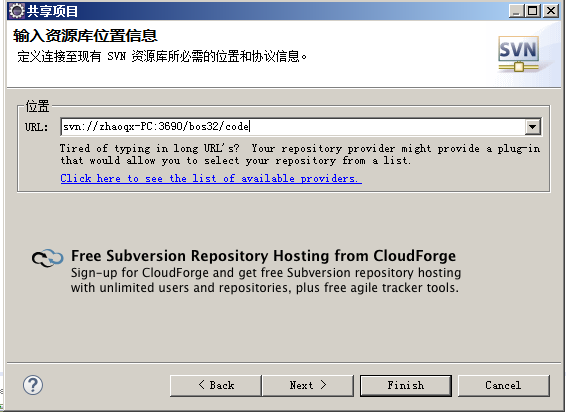 共享项目
输入资源库位置信息
定义连接至现有 SVN 资源库所必需的位置和协议信息。
SVN
位置
URL:
svn://zhaoqx-PC:3690/bos32/code
Tired of typing in long URL's? Your repository provider might provide a plug-in
that would allow you to select your repository from a list.
Click here to see the list of available providers.
Free Subversion Repository Hosting from CloudForge
Sign-up for CloudForge and get free Subversion repository hosting
with unlimited users and repositories, plus free agile tracker tools.
?
< Back
Next >
Finish
Cancel